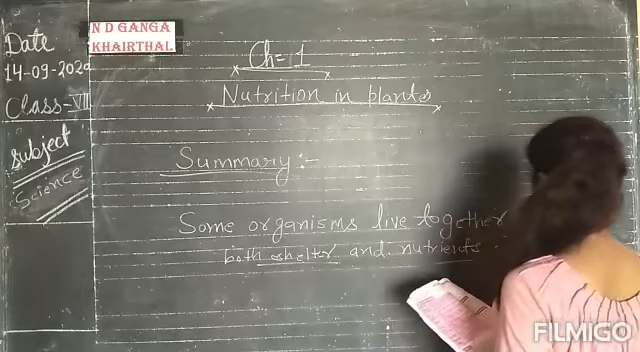 Date
14-09-2020
Class-VII
Subject
Science
N D GANGA
KHAIRTHAL
Ch=1
Nutrition in plants
Summary:-
Some organisms live together
both shelter and nutrients.
FILMIGO